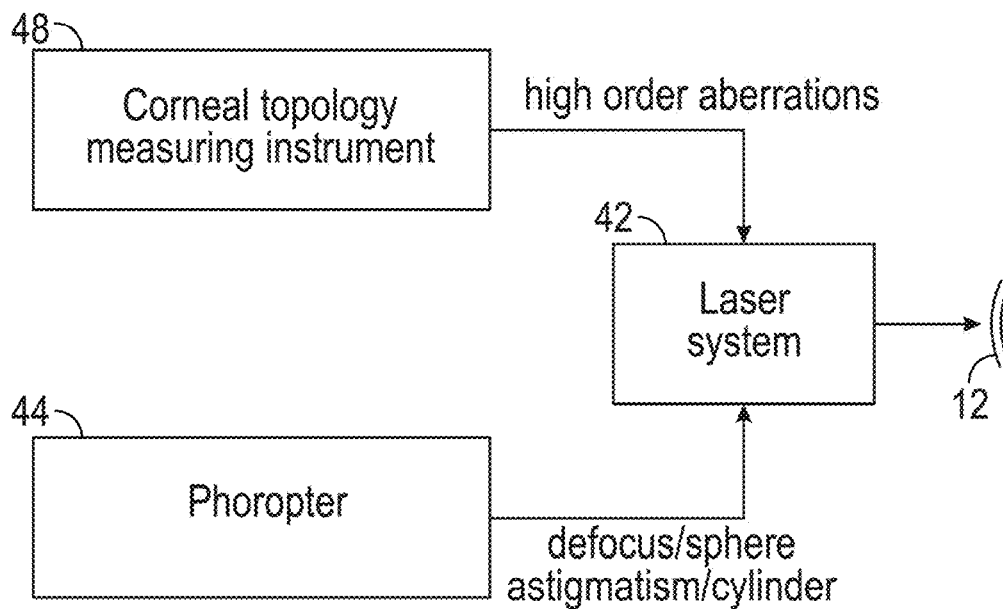 48
Corneal topology
measuring instrument
high order aberrations
42
Laser
system
12
44
Phoropter
defocus/sphere
astigmatism/cylinder